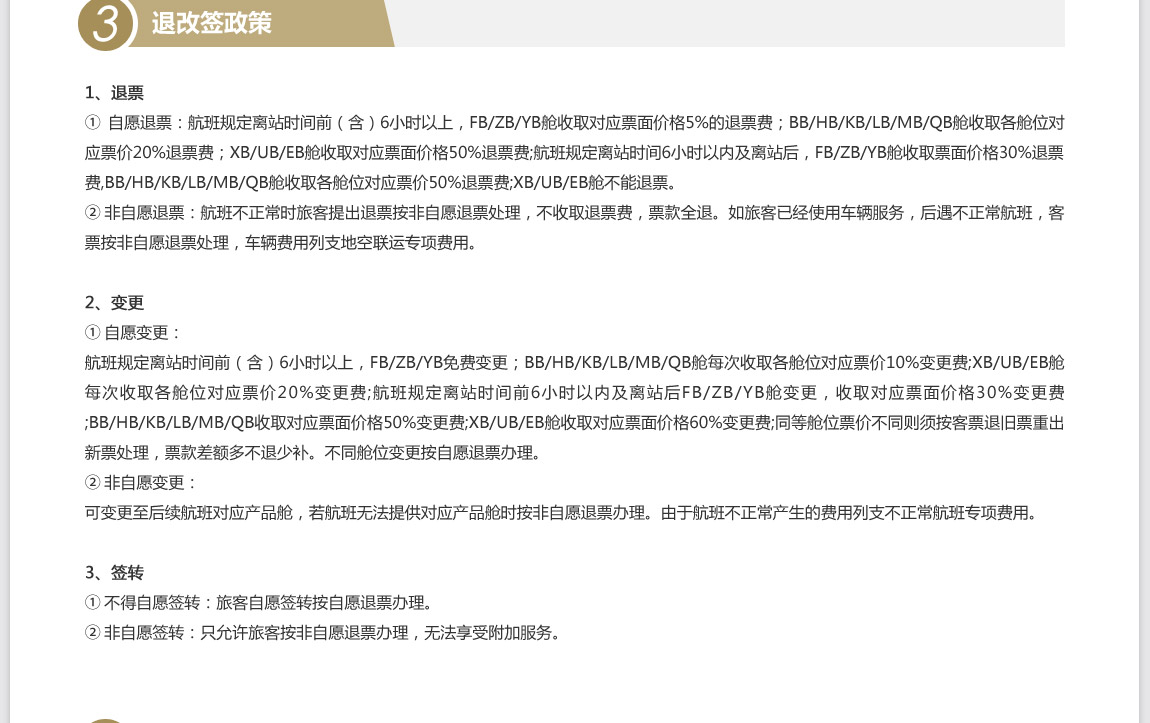 3 退改签政策
1、退票
① 自愿退票：航班规定离站时间前（含）6小时以上，FB/ZB/YB舱收取对应票面价格5%的退票费；BB/HB/KB/LB/MB/QB舱收取各舱位对
应票价20%退票费；XB/UB/EB舱收取对应票面价格50%退票费;航班规定离站时间6小时以内及离站后，FB/ZB/YB舱收取票面价格30%退票
费,BB/HB/KB/LB/MB/QB舱收取各舱位对应票价50%退票费;XB/UB/EB舱不能退票。
② 非自愿退票：航班不正常时旅客提出退票按非自愿退票处理，不收取退票费，票款全退。如旅客已经使用车辆服务，后遇不正常航班，客
票按非自愿退票处理，车辆费用列支地空联运专项费用。
2、变更
① 自愿变更：
航班规定离站时间前（含）6小时以上，FB/ZB/YB免费变更；BB/HB/KB/LB/MB/QB舱每次收取各舱位对应票价10%变更费;XB/UB/EB舱
每次收取各舱位对应票价20%变更费;航班规定离站时间前6小时以内及离站后FB/ZB/YB舱变更，收取对应票面价格30%变更费
;BB/HB/KB/LB/MB/QB收取对应票面价格50%变更费;XB/UB/EB舱收取对应票面价格60%变更费;同等舱位票价不同则须按客票退旧票重出
新票处理，票款差额多不退少补。不同舱位变更按自愿退票办理。
② 非自愿变更：
可变更至后续航班对应产品舱，若航班无法提供对应产品舱时按非自愿退票办理。由于航班不正常产生的费用列支不正常航班专项费用。
3、签转
① 不得自愿签转：旅客自愿签转按自愿退票办理。
② 非自愿签转：只允许旅客按非自愿退票办理，无法享受附加服务。